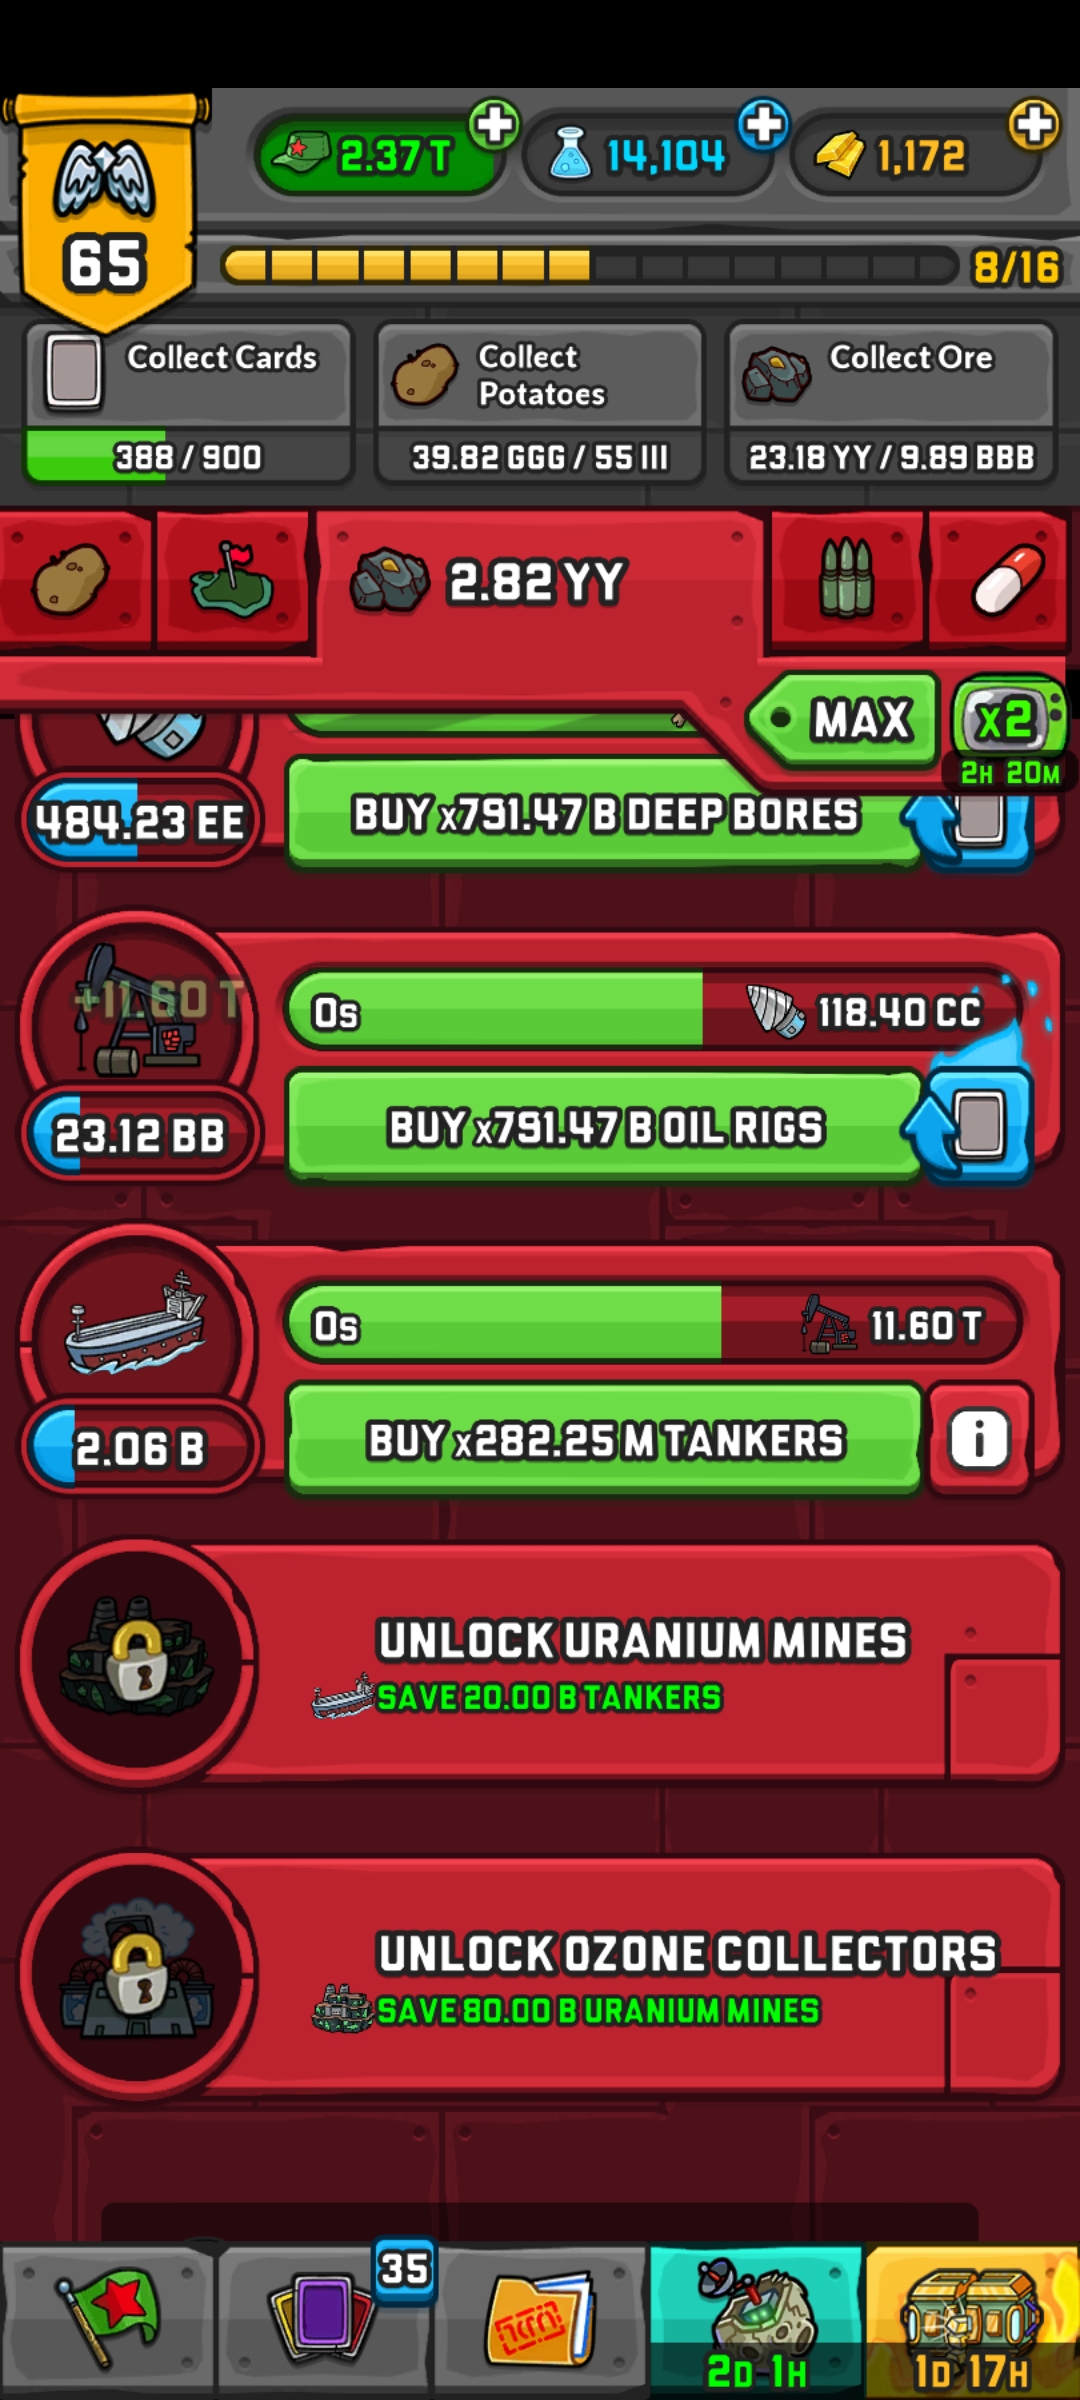 2.37 T
14,104
1,172
65
8/16
Collect Cards
388 / 900
Collect
Potatoes
39.82 GGG / 55 III
Collect Ore
23.18 YY / 9.89 BBB
2.82 YY
MAX
x2
2H 20M
484.23 EE
BUY x791.47 B DEEP BORES
+11.60 T
0s
118.40 CC
23.12 BB
BUY x791.47 B OIL RIGS
0s
11.60 T
2.06 B
BUY x282.25 M TANKERS
i
UNLOCK URANIUM MINES
SAVE 20.00 B TANKERS
UNLOCK OZONE COLLECTORS
SAVE 80.00 B URANIUM MINES
35
2D 1H
1D 17H